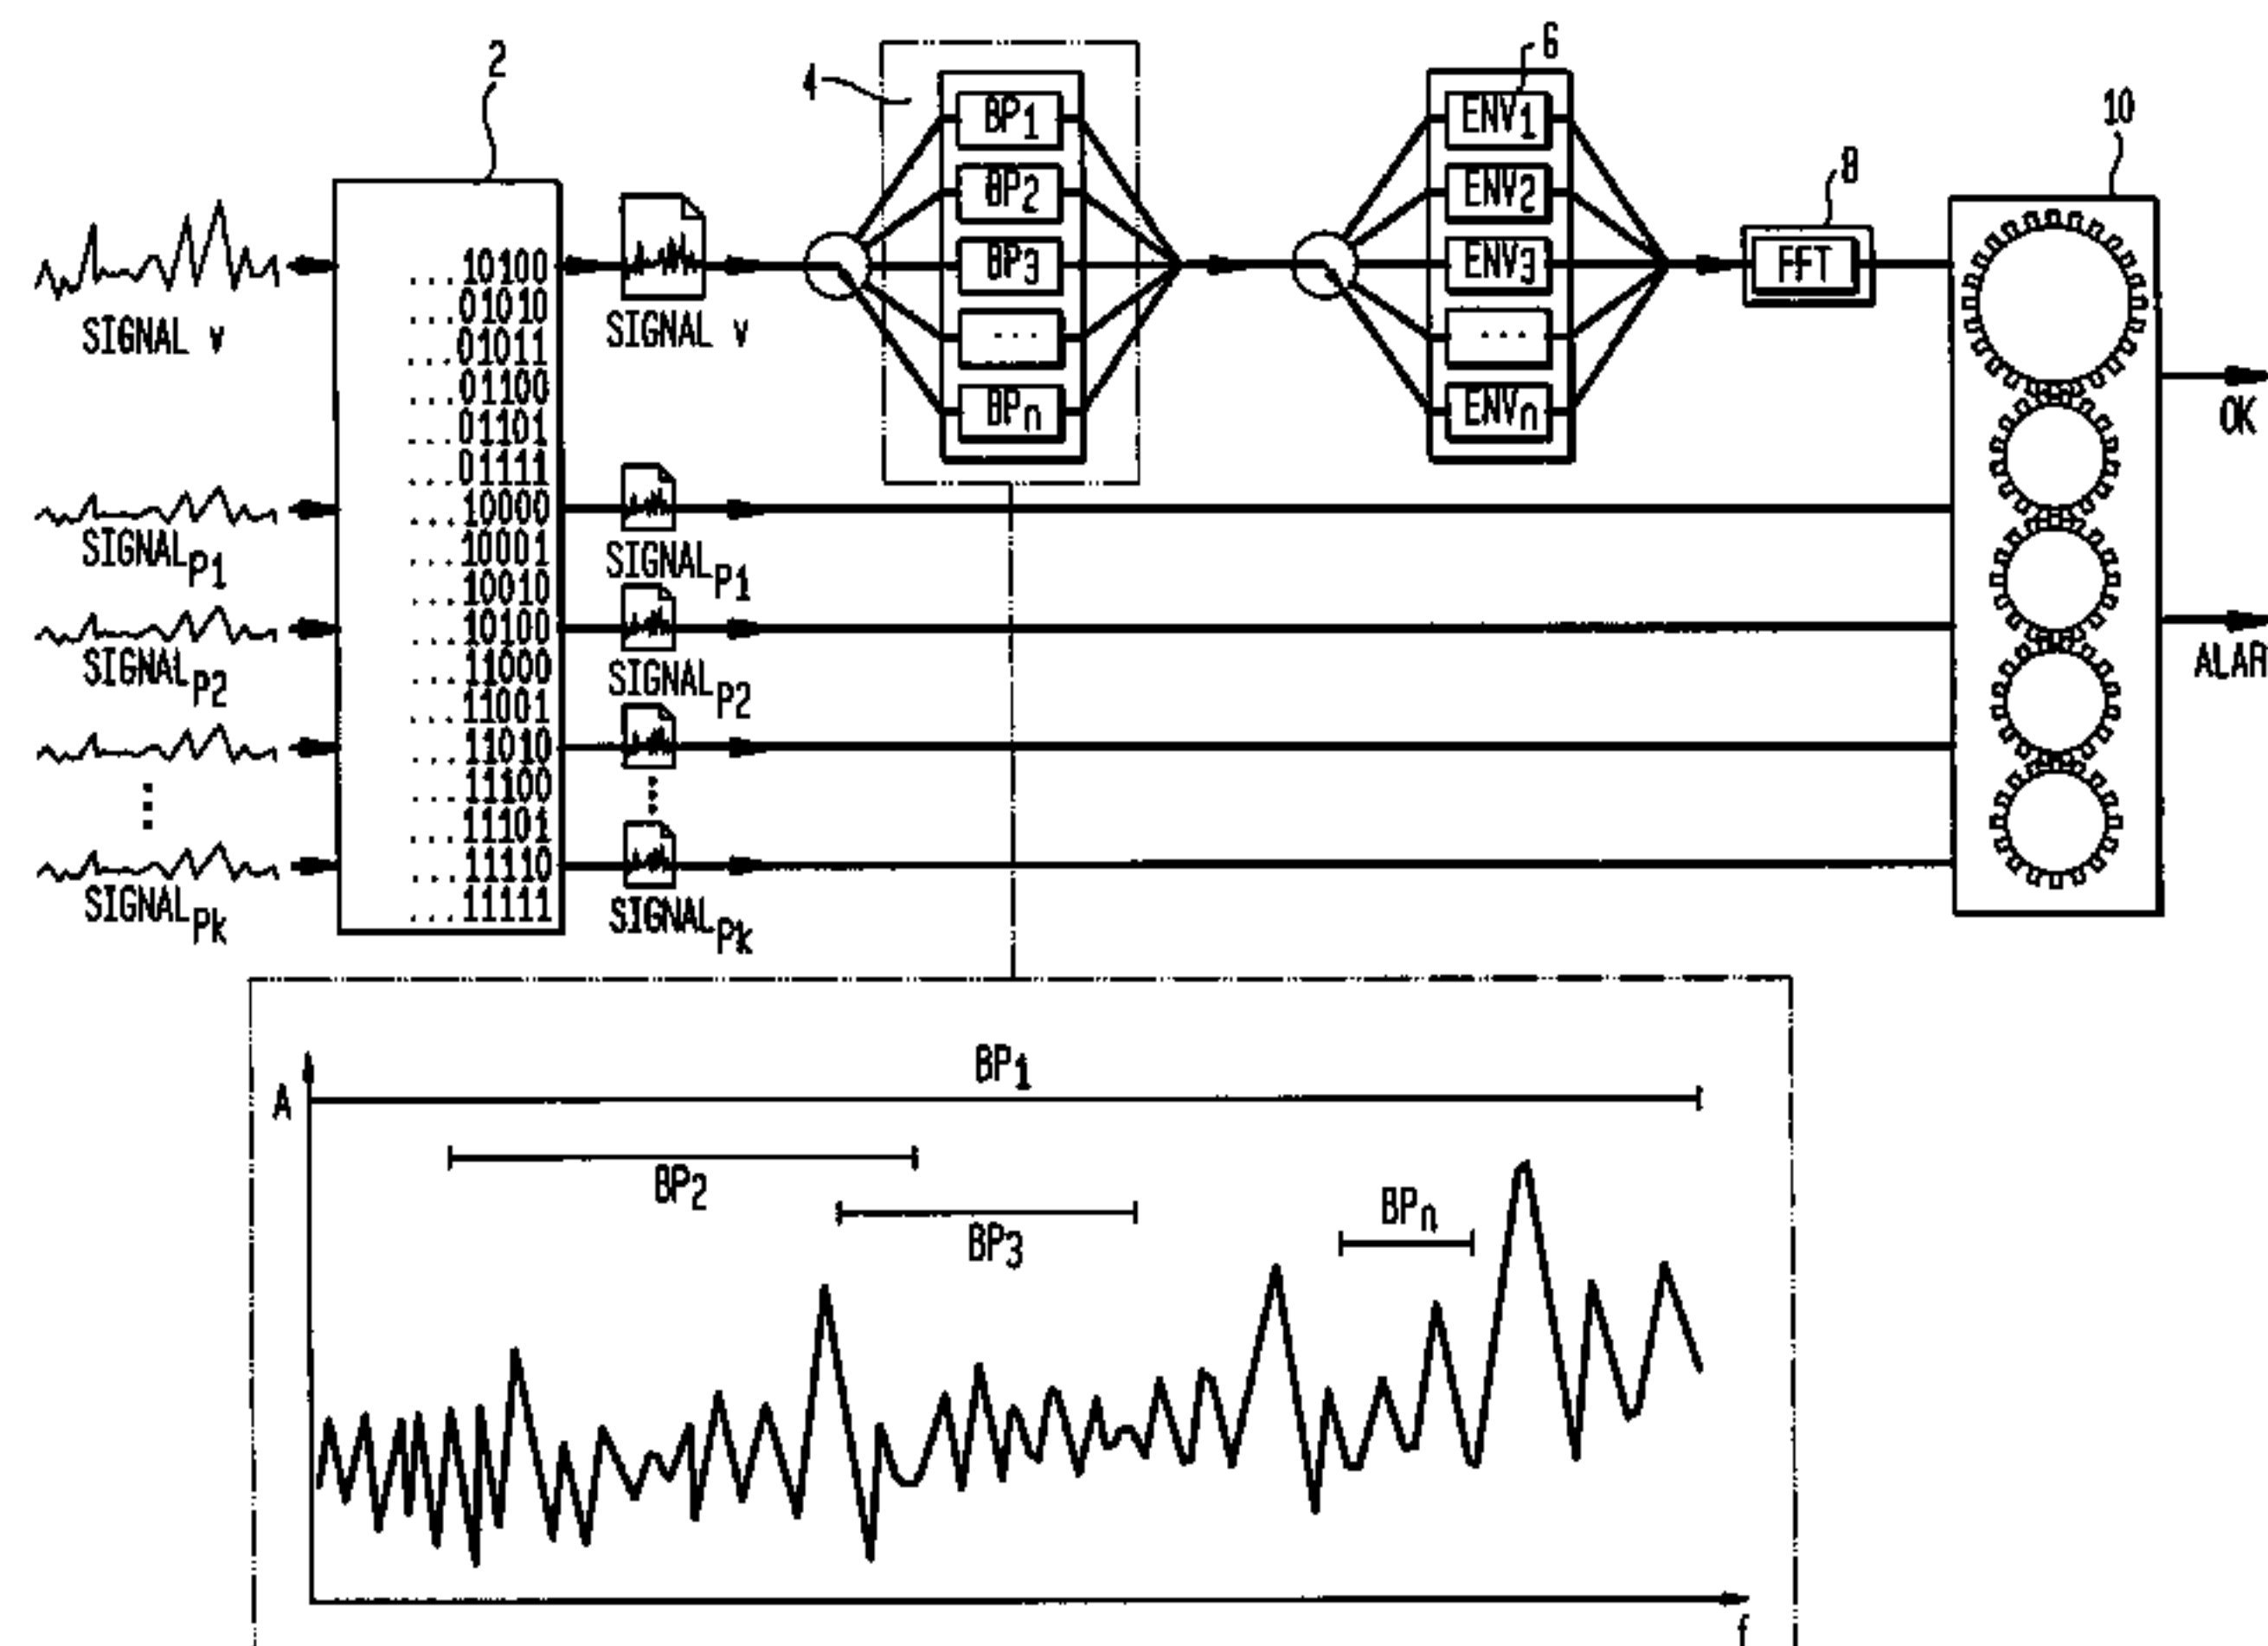 2
4
6
8
10
BP1
BP2
BP3
...
BPn
ENV1
ENV2
ENV3
...
ENVn
FFT
SIGNAL v
SIGNAL v
...10100
...01010
...01011
...01100
...01101
...01111
...10000
...10001
...10010
...10100
...11000
...11001
...11010
...11100
...11101
...11110
...11111
OK
ALAR
SIGNALP1
SIGNALP1
SIGNALP2
SIGNALP2
SIGNALPk
SIGNALPk
A
BP1
BP2
BP3
BPn
f